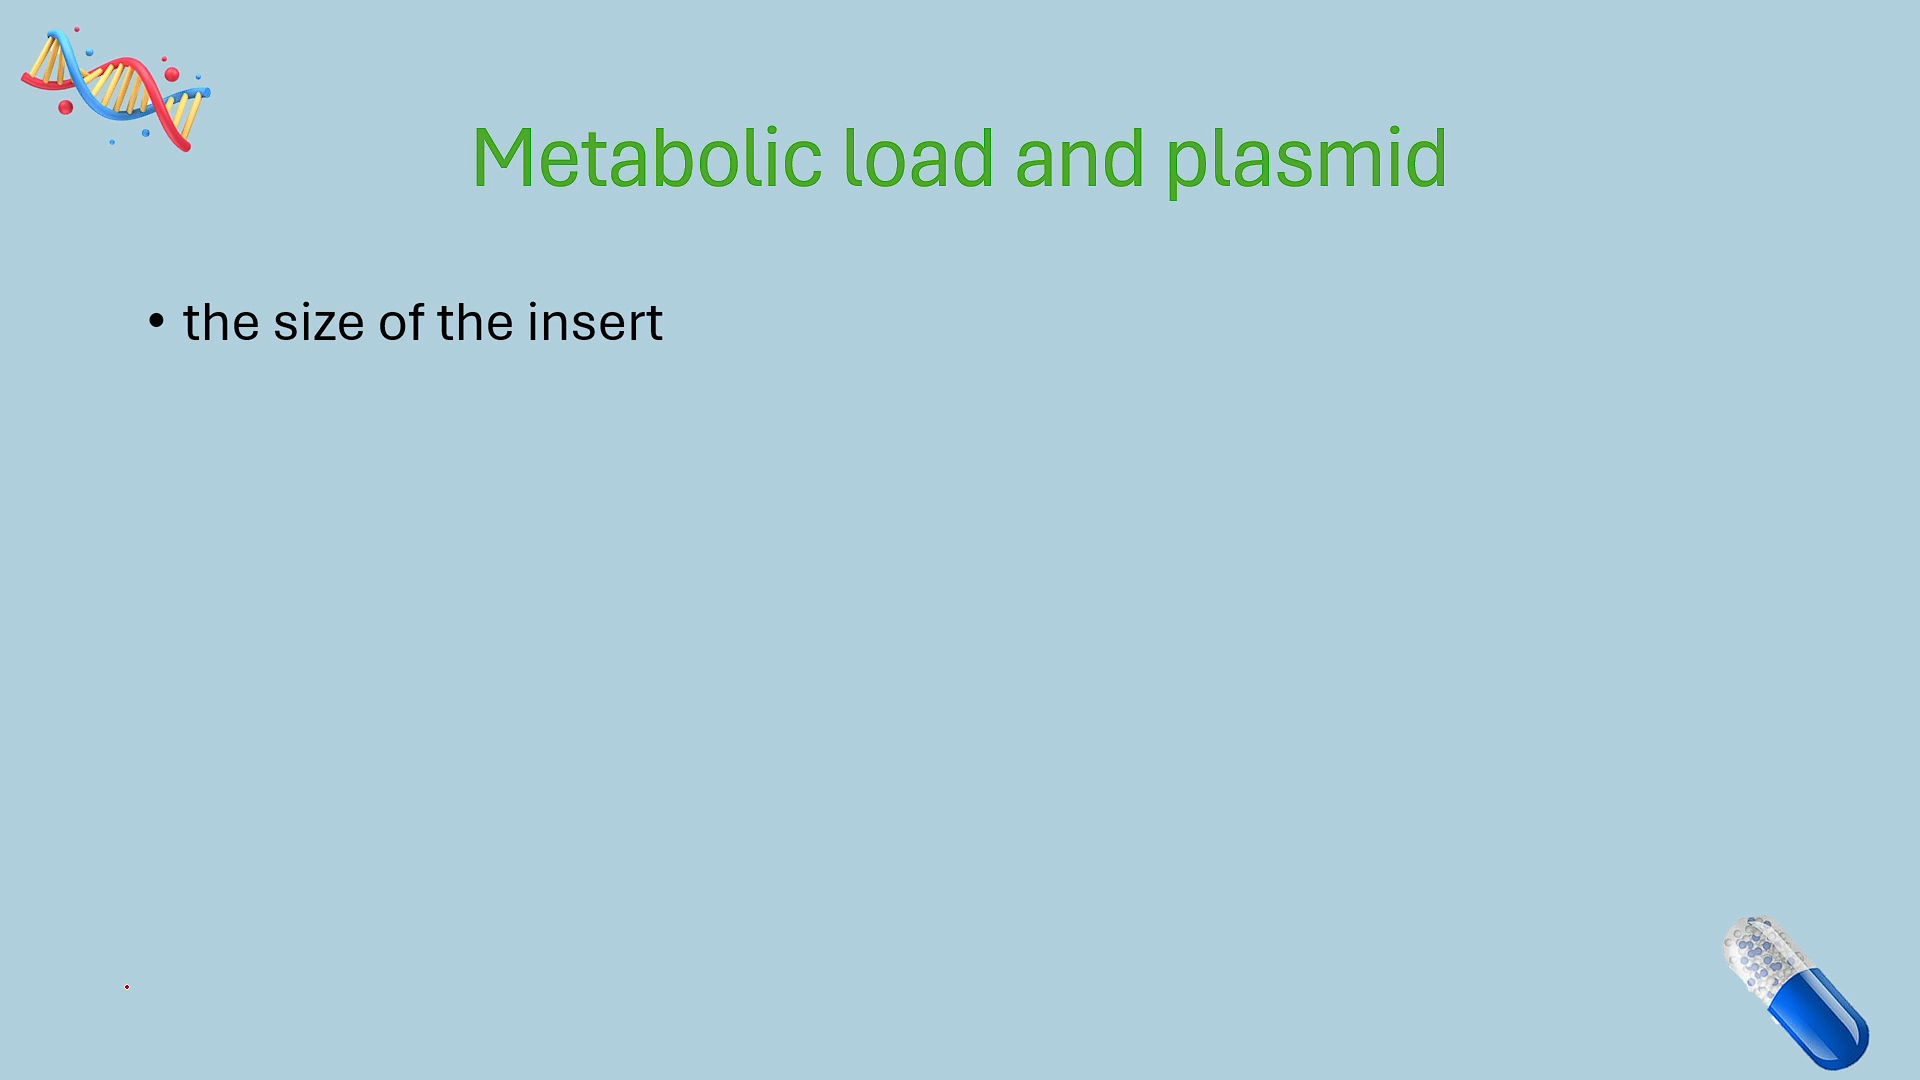 Metabolic load and plasmid
• the size of the insert